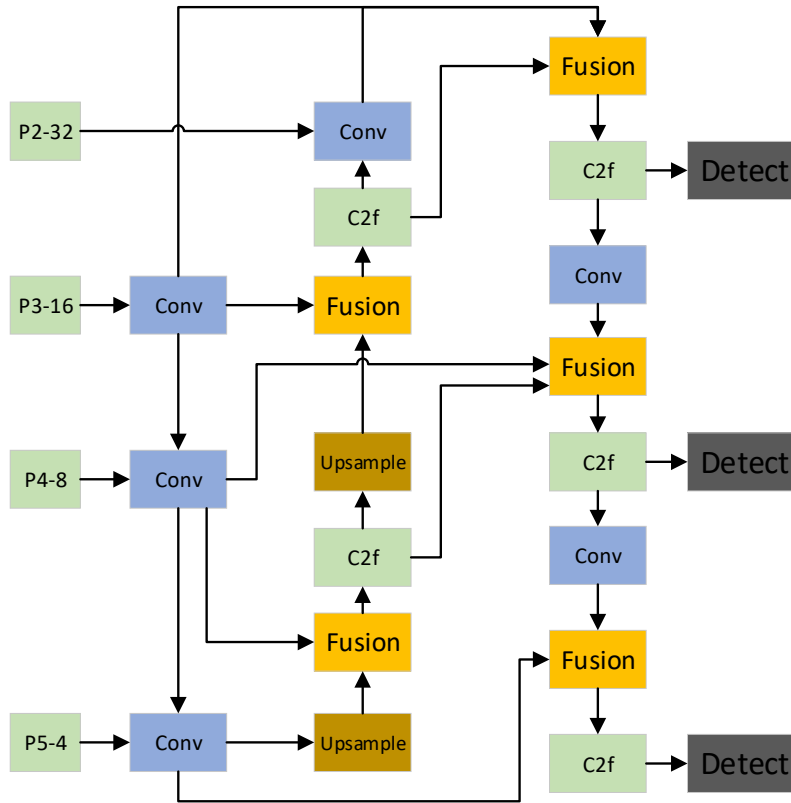 Fusion
P2-32
Conv
C2f
Detect
C2f
P3-16
Conv
Fusion
Conv
Fusion
P4-8
Conv
Upsample
C2f
Detect
C2f
Conv
Fusion
Fusion
P5-4
Conv
Upsample
C2f
Detect